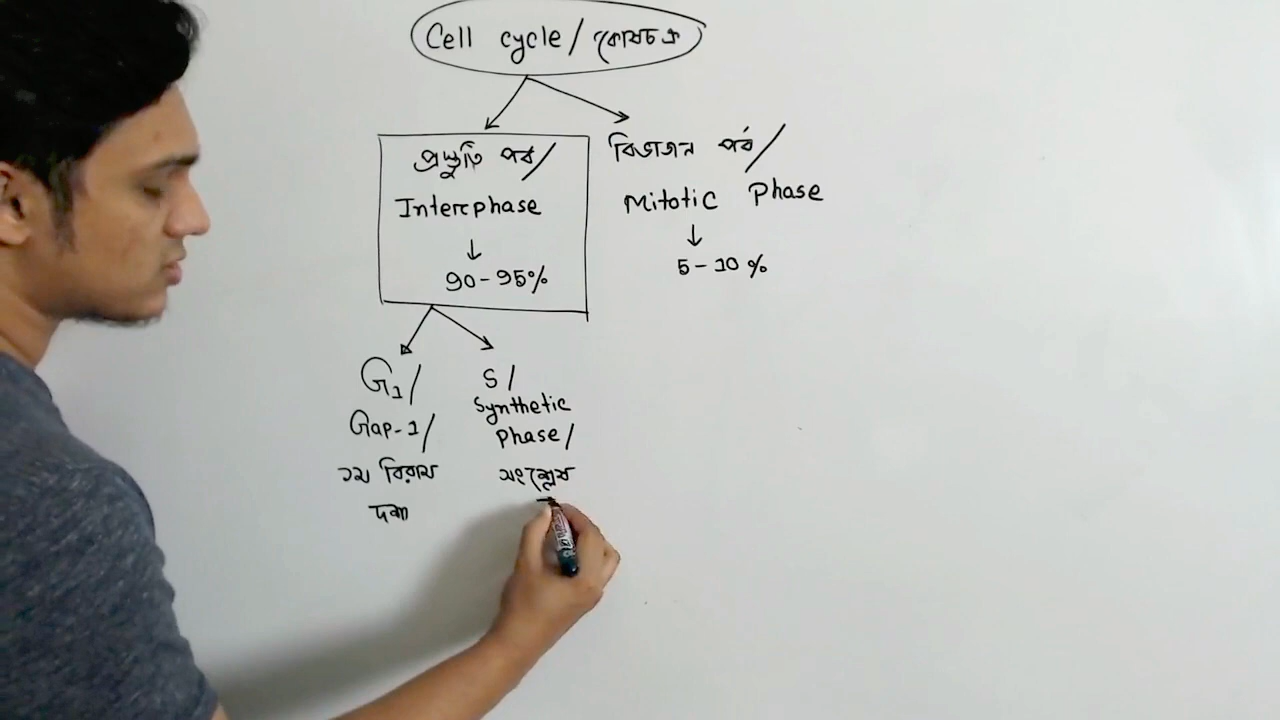 Cell cycle / কোষচক্র
প্রস্তুতি পর্ব /
Interphase
90-95%
বিভাজন পর্ব /
Mitotic Phase
5-10%
G1 /
Gap-1 /
১ম বিরাম
দশা
S /
Synthetic
phase /
সংশ্লেষ